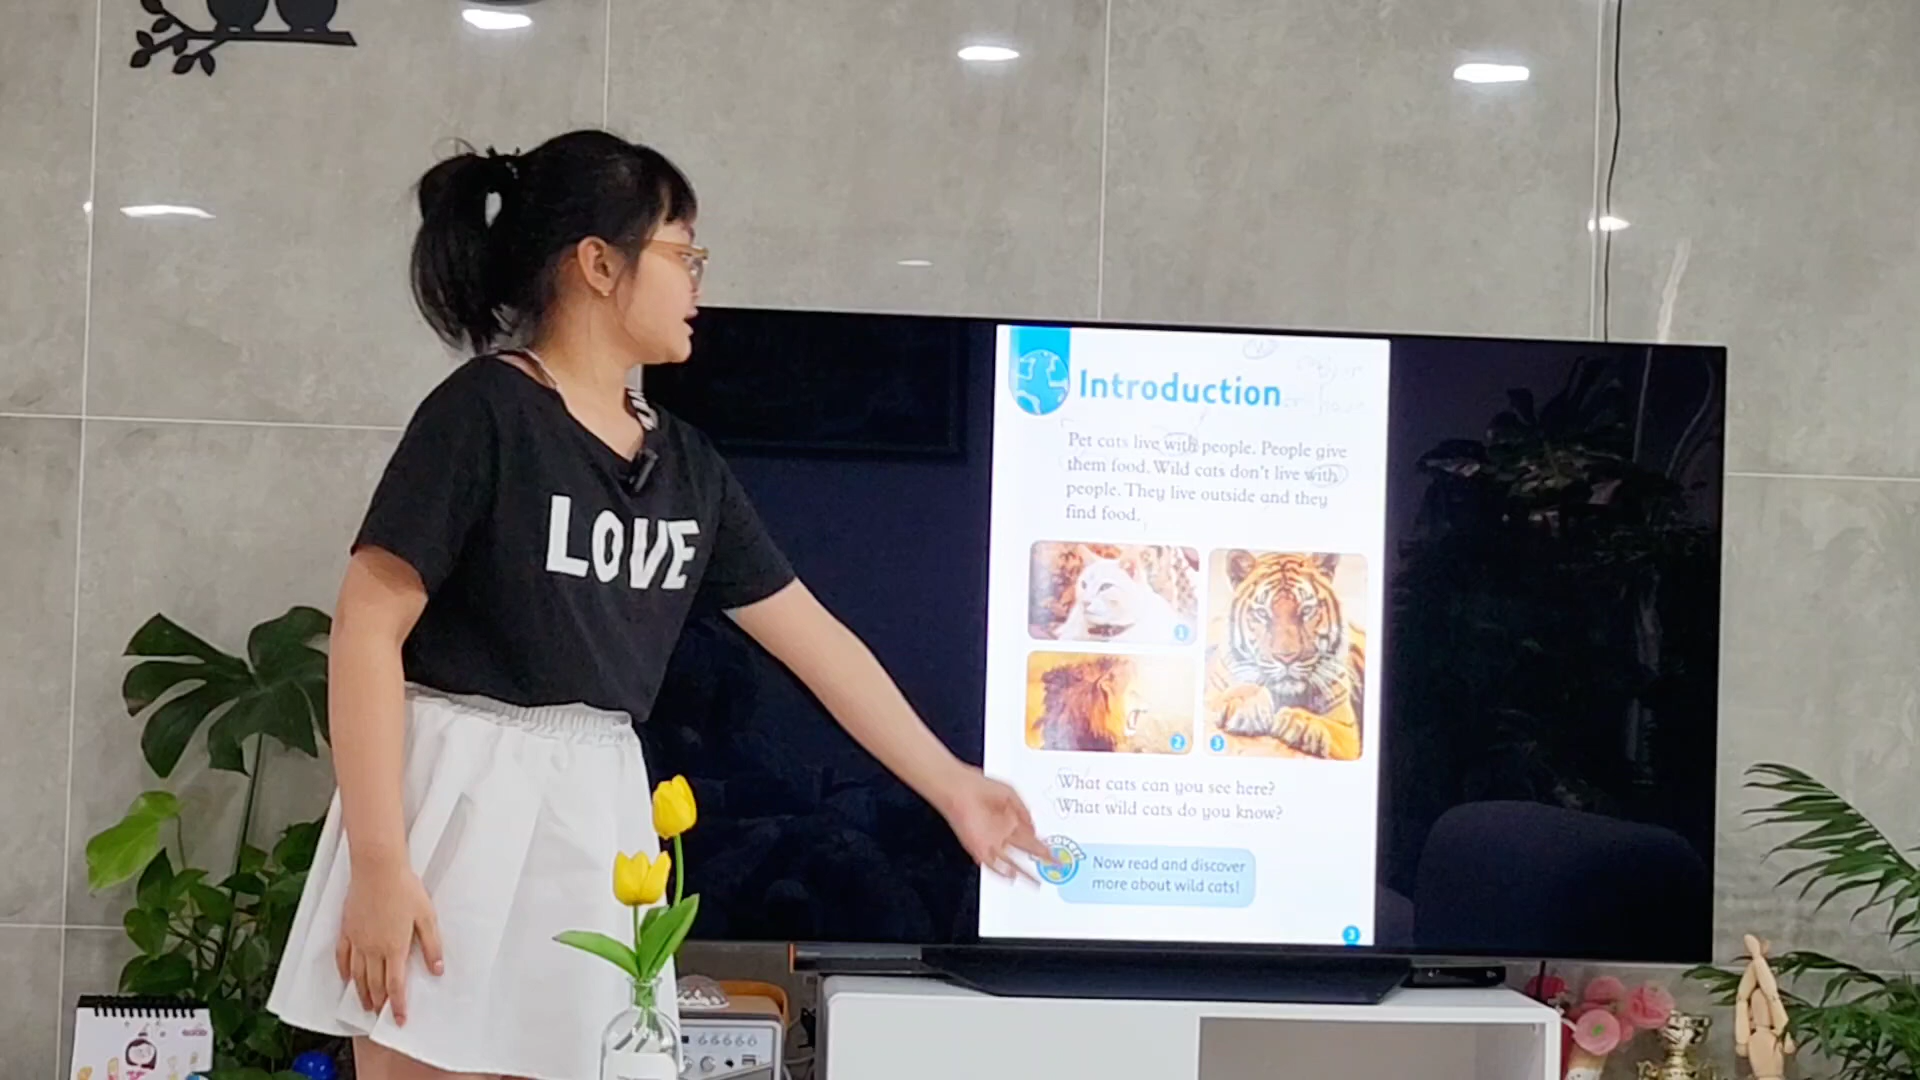 LOVE
Introduction
Pet cats live with people. People give
them food. Wild cats don't live with
people. They live outside and they
find food.
1
2
3
What cats can you see here?
What wild cats do you know?
Now read and discover
more about wild cats!
3